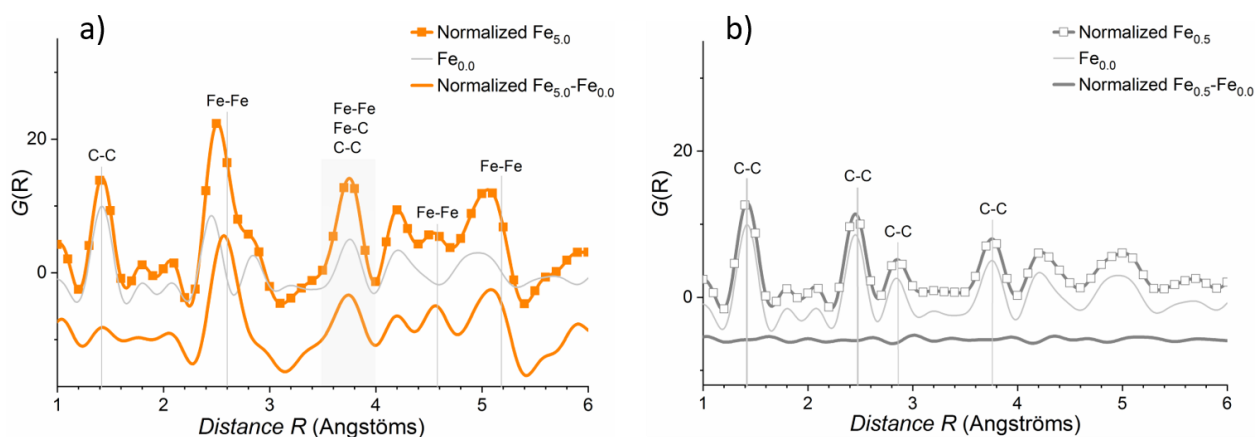 a)
Normalized Fe5.0
Fe0.0
Normalized Fe5.0-Fe0.0
C-C
Fe-Fe
Fe-Fe
Fe-C
C-C
Fe-Fe
Fe-Fe
G(R)
20
0
1 2 3 4 5 6
Distance R (Angstöms)
b)
Normalized Fe0.5
Fe0.0
Normalized Fe0.5-Fe0.0
C-C
C-C
C-C
C-C
G(R)
20
0
1 2 3 4 5 6
Distance R (Angströms)